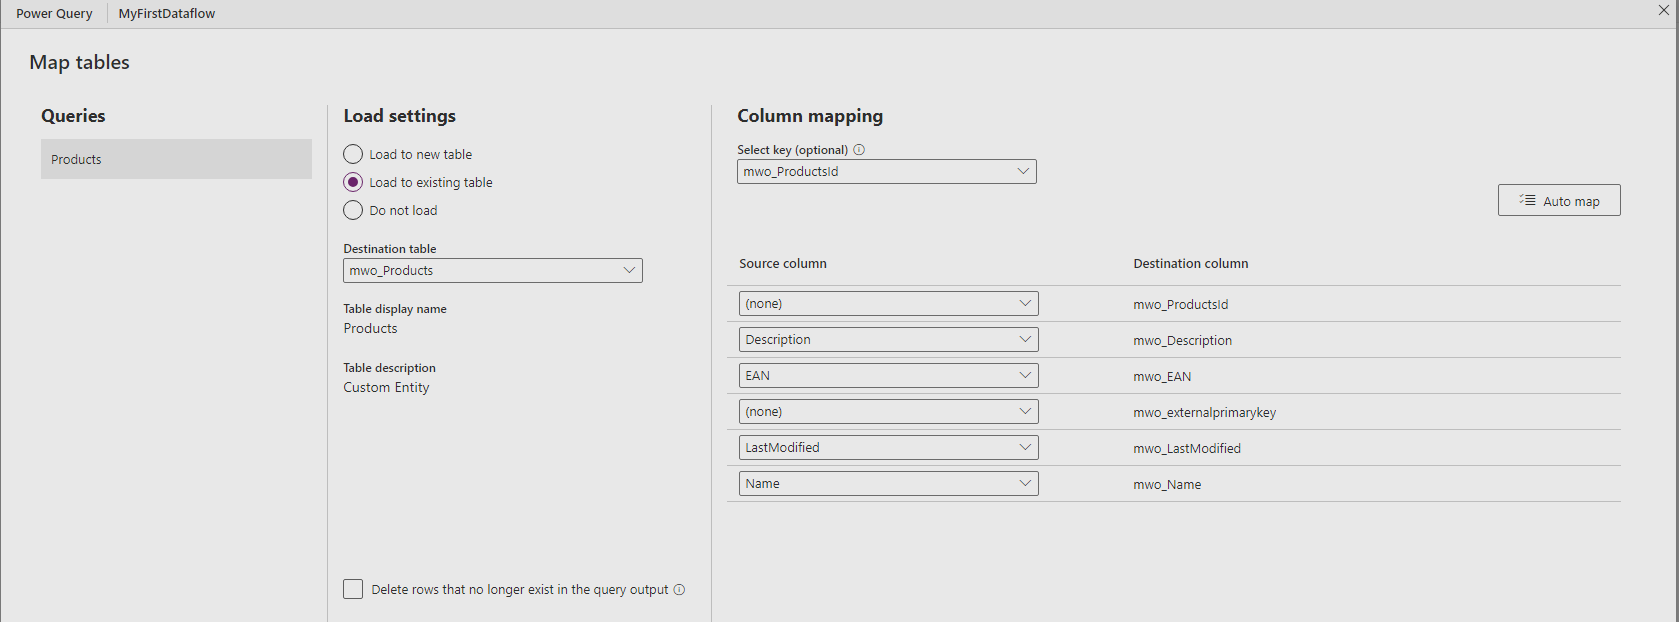 Power Query MyFirstDataflow
Map tables
Queries
Products
Load settings
Load to new table
Load to existing table
Do not load
Destination table
mwo_Products
Table display name
Products
Table description
Custom Entity
Delete rows that no longer exist in the query output
Column mapping
Select key (optional)
mwo_ProductsId
Auto map
Source column Destination column
(none) mwo_ProductsId
Description mwo_Description
EAN mwo_EAN
(none) mwo_externalprimarykey
LastModified mwo_LastModified
Name mwo_Name